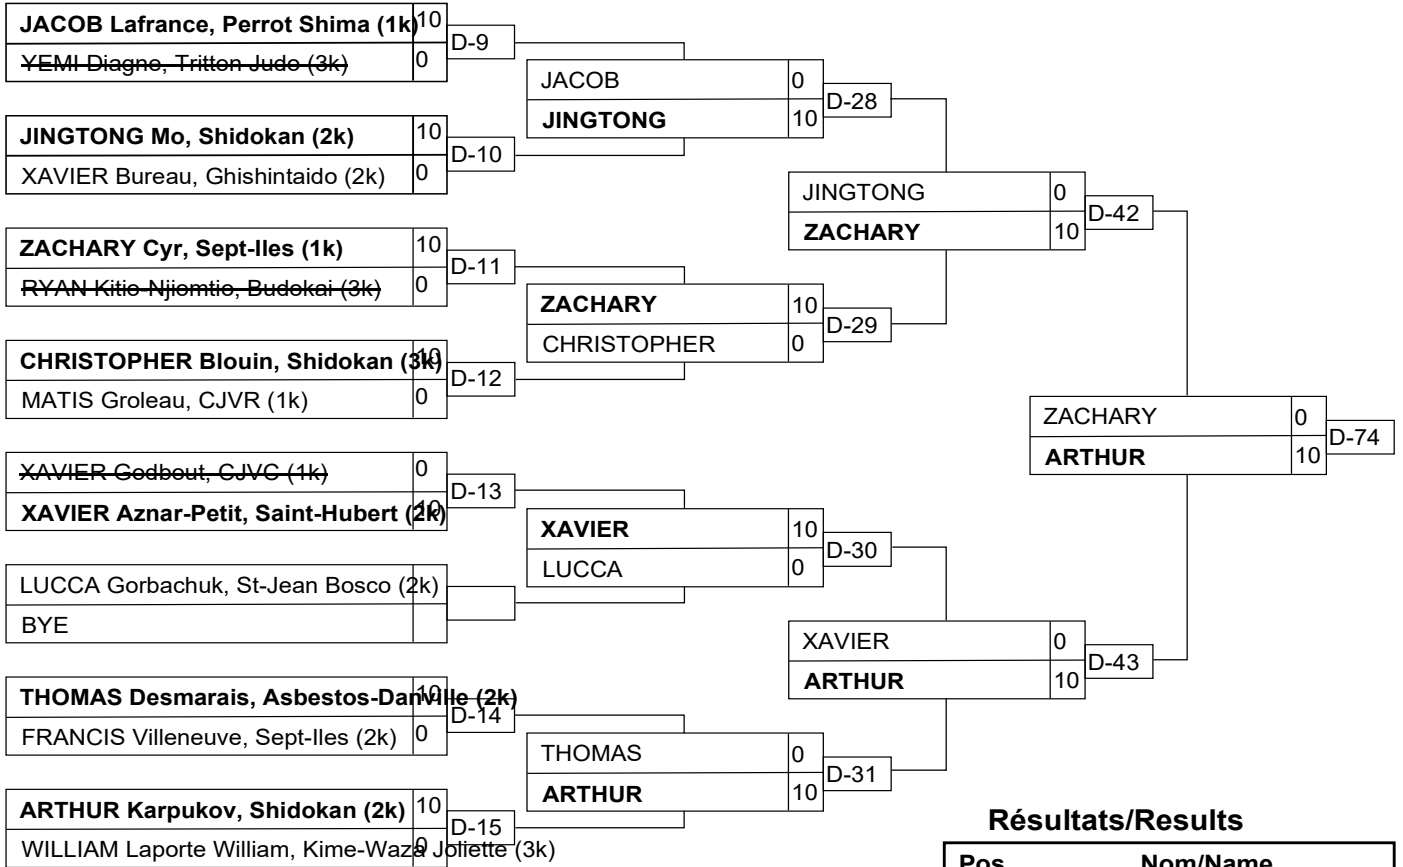 JACOB Lafrance, Perrot Shima (1k) 10
YEMI Diagne, Tritton Judo (3k) 0
D-9
JINGTONG Mo, Shidokan (2k) 10
XAVIER Bureau, Ghishintaido (2k) 0
D-10
ZACHARY Cyr, Sept-Iles (1k) 10
RYAN Kitio-Njiomtio, Budokai (3k) 0
D-11
CHRISTOPHER Blouin, Shidokan (3k) 10
MATIS Groleau, CJVR (1k) 0
D-12
XAVIER Godbout, CJVC (1k) 0
XAVIER Aznar-Petit, Saint-Hubert (2k) 10
D-13
LUCCA Gorbachuk, St-Jean Bosco (2k)
BYE
THOMAS Desmarais, Asbestos-Danville (2k) 10
FRANCIS Villeneuve, Sept-Iles (2k) 0
D-14
ARTHUR Karpukov, Shidokan (2k) 10
WILLIAM Laporte William, Kime-Waza Joliette (3k) 0
D-15
JACOB 0
JINGTONG 10
D-28
ZACHARY 10
CHRISTOPHER 0
D-29
XAVIER 10
LUCCA 0
D-30
THOMAS 0
ARTHUR 10
D-31
JINGTONG 0
ZACHARY 10
D-42
XAVIER 0
ARTHUR 10
D-43
ZACHARY 0
ARTHUR 10
D-74
Résultats/Results
Pos Nom/Name